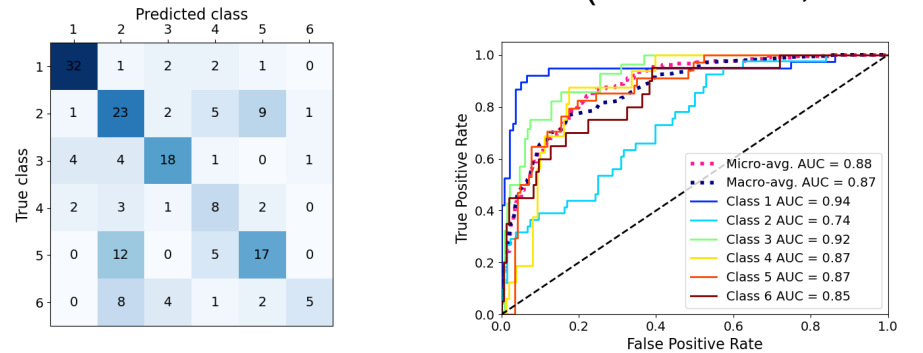 Predicted class
1 2 3 4 5 6
1 32 1 2 2 1 0
2 1 23 2 5 9 1
3 4 4 18 1 0 1
4 2 3 1 8 2 0
5 0 12 0 5 17 0
6 0 8 4 1 2 5
True class
1.0
0.8
0.6
0.4
0.2
0.0
True Positive Rate
Micro-avg. AUC = 0.88
Macro-avg. AUC = 0.87
Class 1 AUC = 0.94
Class 2 AUC = 0.74
Class 3 AUC = 0.92
Class 4 AUC = 0.87
Class 5 AUC = 0.87
Class 6 AUC = 0.85
0.0 0.2 0.4 0.6 0.8 1.0
False Positive Rate